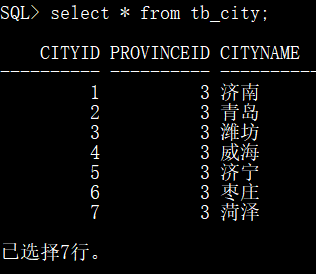 SQL> select * from tb_city;
CITYID PROVINCEID CITYNAME
---------- ---------- ----------
1 3 济南
2 3 青岛
3 3 潍坊
4 3 威海
5 3 济宁
6 3 枣庄
7 3 菏泽
已选择7行。